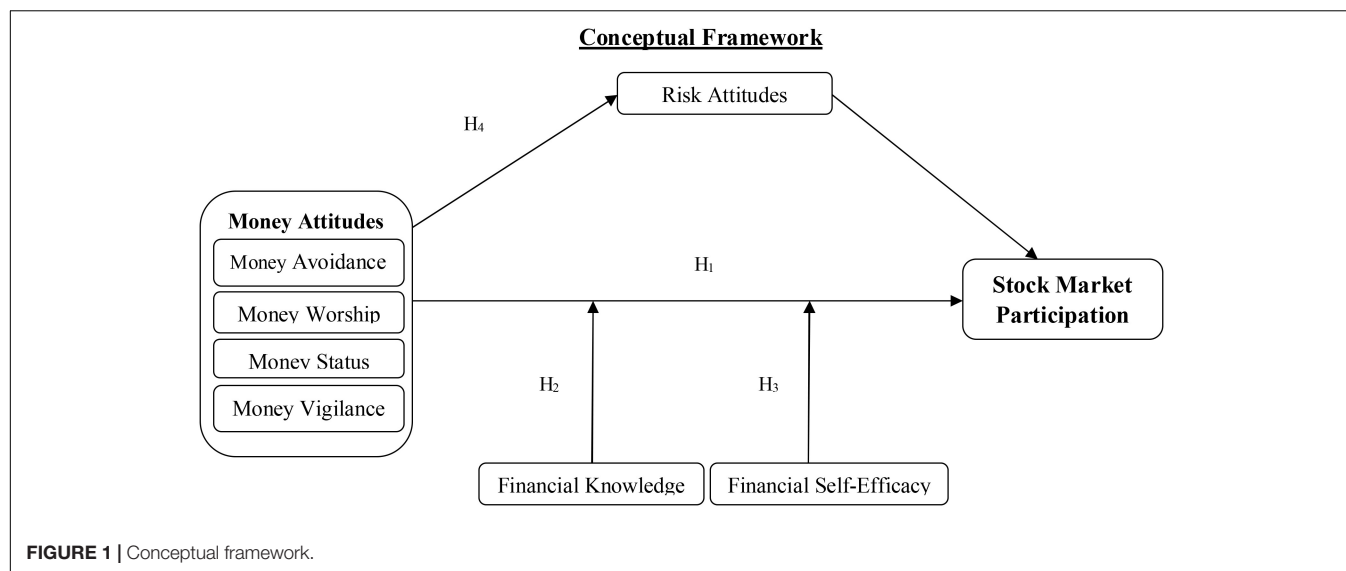 Conceptual Framework
Risk Attitudes
H₄
Money Attitudes
Money Avoidance
Money Worship
Money Status
Money Vigilance
H₁
Stock Market
Participation
H₂
H₃
Financial Knowledge
Financial Self-Efficacy
FIGURE 1 | Conceptual framework.